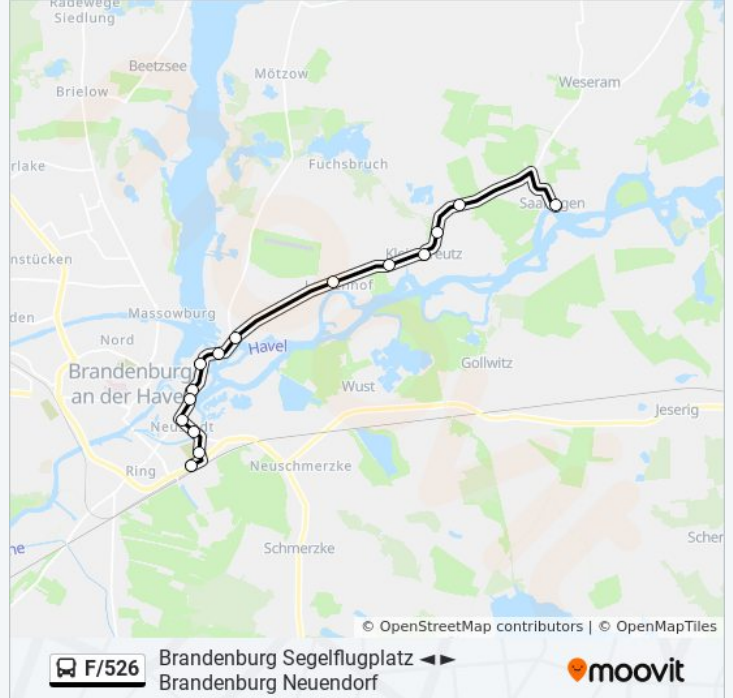 Radewege
Siedlung
Beetzsee
Mötzow
Brielow
Weseram
Fuchsbruch
rlake
nstücken
Massowburg
den
Nord
Havel
Brandenburg
an der Havel
Wust
Gollwitz
Jeserig
Ring
Neuschmerzke
Schmerzke
Scher
ne
© OpenStreetMap contributors | © OpenMapTiles
F/526
Brandenburg Segelflugplatz ◄ ►
Brandenburg Neuendorf
moovit